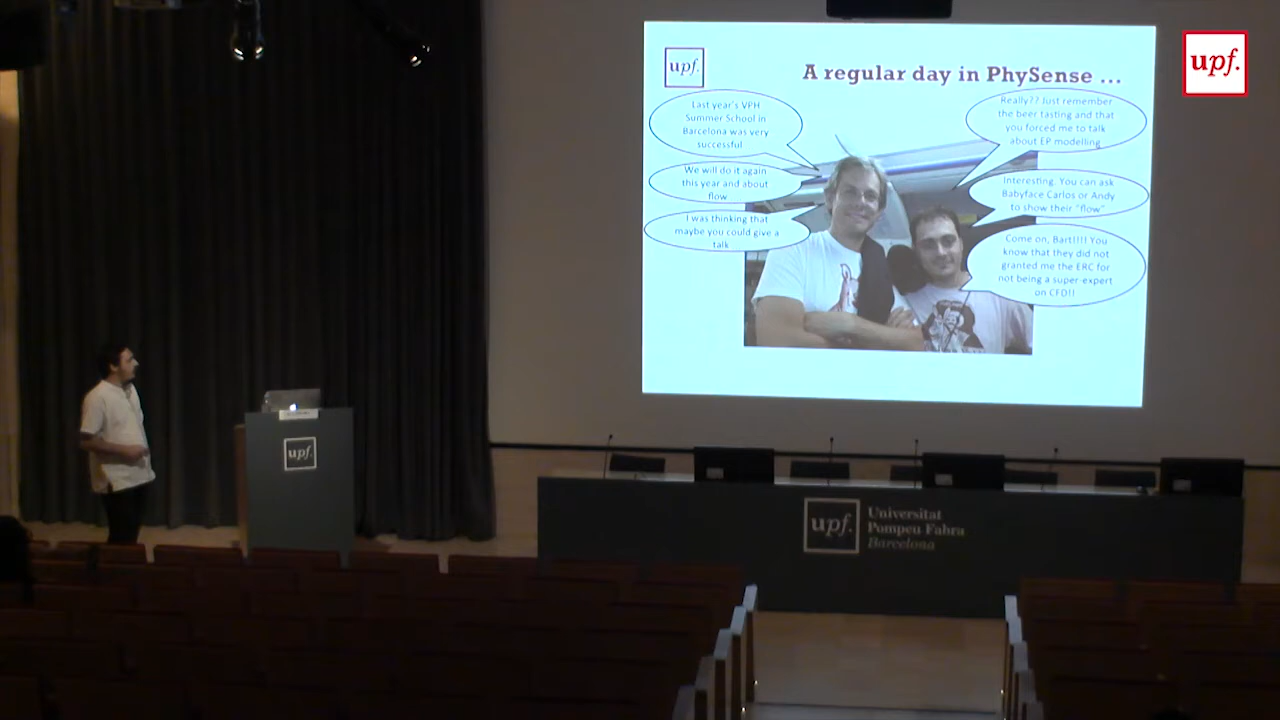 upf.
A regular day in PhySense ...
Last year's VPH
Summer School in
Barcelona was very
successful
Really?? Just remember
the beer tasting and that
you forced me to talk
about EP modelling
We will do it again
this year and about
flow
Interesting. You can ask
Babyface Carlos or Andy
to show their "flow"
I was thinking that
maybe you could give a
talk
Come on, Bart!!!! You
know that they did not
granted me the ERC for
not being a super-expert
on CFD!!
upf.
upf.
upf.
Universitat
Pompeu Fabra
Barcelona